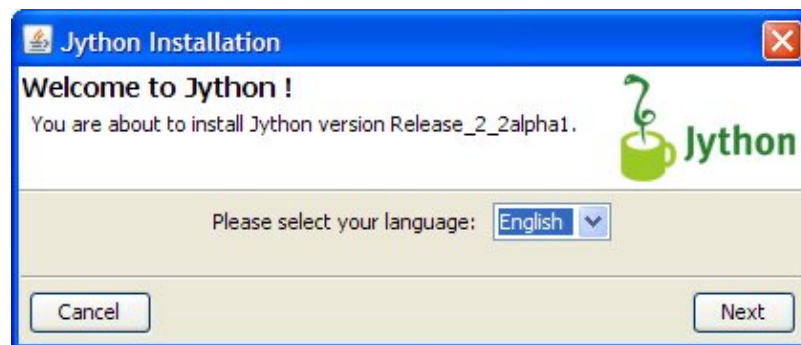 Jython Installation
Welcome to Jython !
You are about to install Jython version Release_2_2alpha1.
Jython
Please select your language: English
Cancel Next